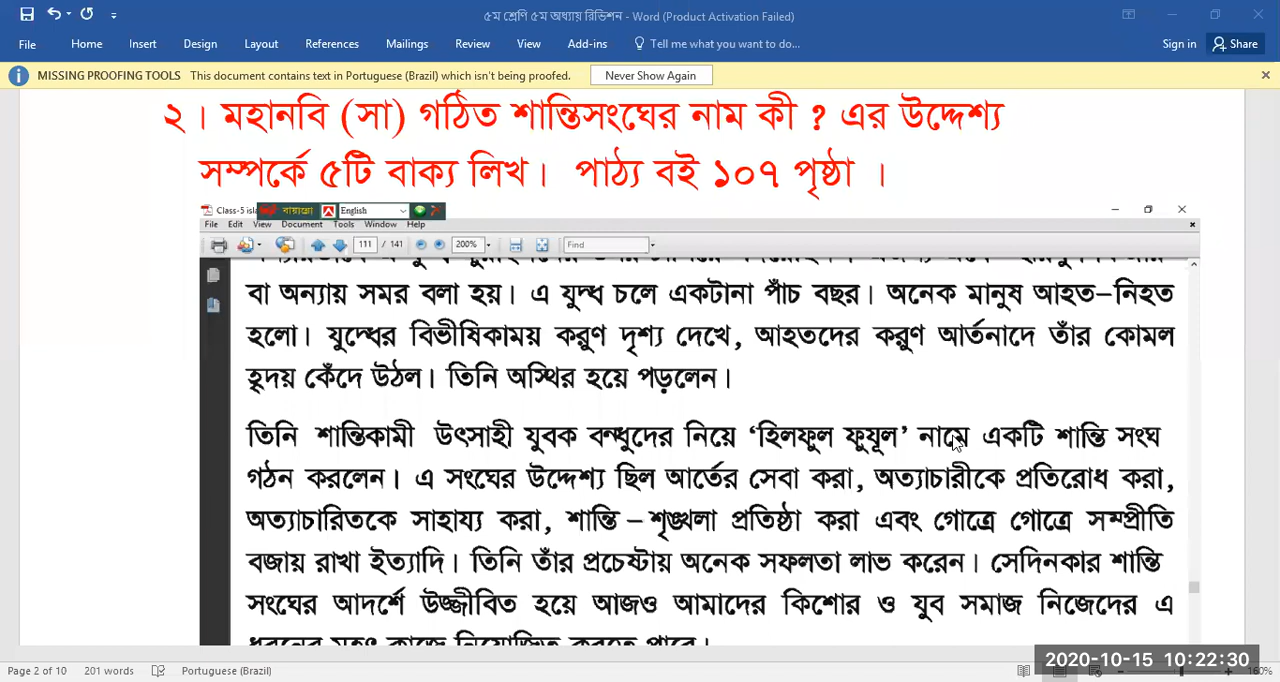 ৫ম শ্রেণি ৫ম অধ্যায় রিভিশন - Word (Product Activation Failed)
File Home Insert Design Layout References Mailings Review View Add-ins Tell me what you want to do... Sign in Share
MISSING PROOFING TOOLS This document contains text in Portuguese (Brazil) which isn't being proofed. Never Show Again
২। মহানবি (সা) গঠিত শান্তিসংঘের নাম কী ? এর উদ্দেশ্য
সম্পর্কে ৫টি বাক্য লিখ। পাঠ্য বই ১০৭ পৃষ্ঠা ।
Class-5 isl English
File Edit View Document Tools Window Help
111 / 141 200% Find
বা অন্যায় সমর বলা হয়। এ যুদ্ধ চলে একটানা পাঁচ বছর। অনেক মানুষ আহত-নিহত
হলো। যুদ্ধের বিভীষিকাময় করুণ দৃশ্য দেখে, আহতদের করুণ আর্তনাদে তাঁর কোমল
হৃদয় কেঁদে উঠল। তিনি অস্থির হয়ে পড়লেন।
তিনি শান্তিকামী উৎসাহী যুবক বন্ধুদের নিয়ে ‘হিলফুল ফুযূল’ নামে একটি শান্তি সংঘ
গঠন করলেন। এ সংঘের উদ্দেশ্য ছিল আর্তের সেবা করা, অত্যাচারীকে প্রতিরোধ করা,
অত্যাচারিতকে সাহায্য করা, শান্তি – শৃঙ্খলা প্রতিষ্ঠা করা এবং গোত্রে গোত্রে সম্প্রীতি
বজায় রাখা ইত্যাদি। তিনি তাঁর প্রচেষ্টায় অনেক সফলতা লাভ করেন। সেদিনকার শান্তি
সংঘের আদর্শে উজ্জীবিত হয়ে আজও আমাদের কিশোর ও যুব সমাজ নিজেদের এ
2020-10-15 10:22:30
Page 2 of 10 201 words Portuguese (Brazil) 160%